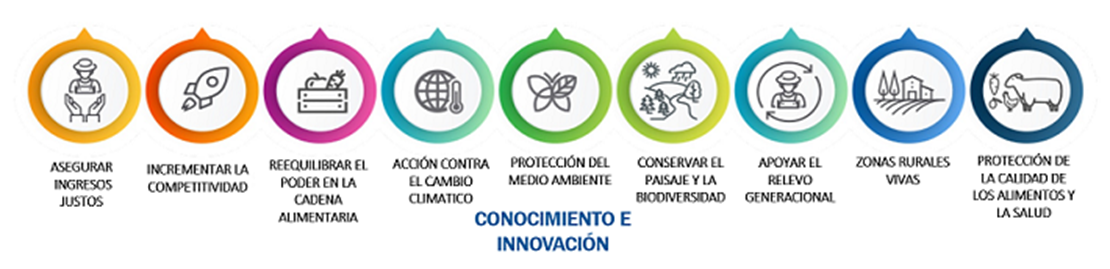 ASEGURAR
INGRESOS
JUSTOS
INCREMENTAR LA
COMPETITIVIDAD
REEQUILIBRAR EL
PODER EN LA
CADENA
ALIMENTARIA
ACCIÓN CONTRA
EL CAMBIO
CLIMATICO
PROTECCIÓN DEL
MEDIO AMBIENTE
CONSERVAR EL
PAISAJE Y LA
BIODIVERSIDAD
APOYAR EL
RELEVO
GENERACIONAL
ZONAS RURALES
VIVAS
PROTECCIÓN DE
LA CALIDAD DE
LOS ALIMENTOS Y
LA SALUD
CONOCIMIENTO E
INNOVACIÓN